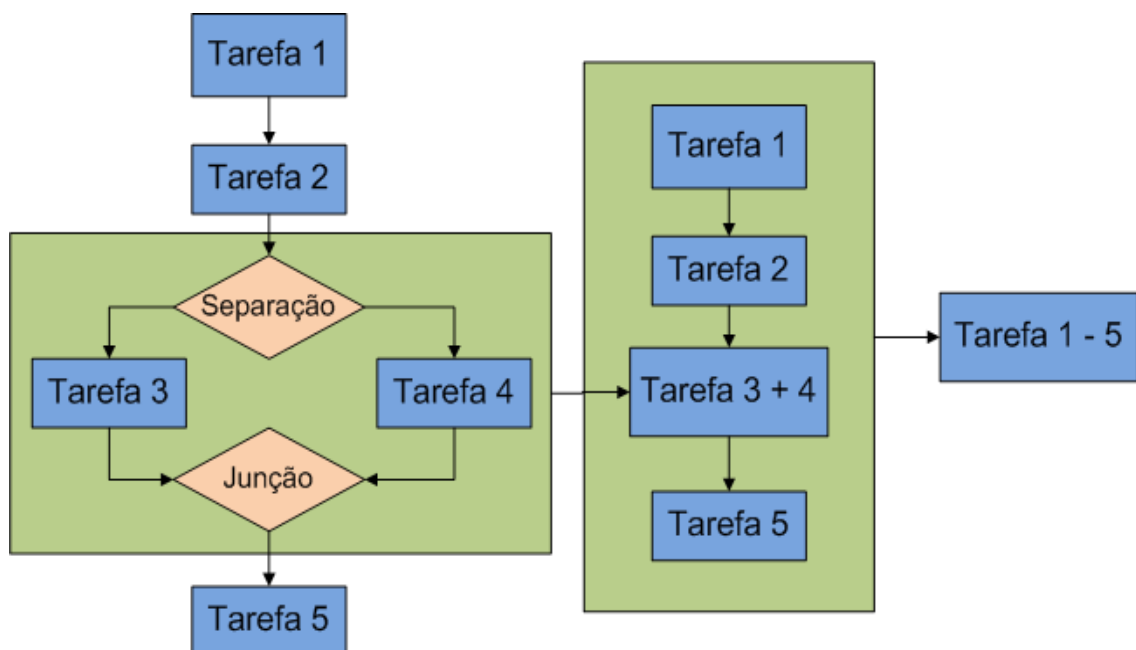 Tarefa 1
Tarefa 2
Separação
Tarefa 3
Tarefa 4
Junção
Tarefa 5
Tarefa 1
Tarefa 2
Tarefa 3 + 4
Tarefa 5
Tarefa 1 - 5